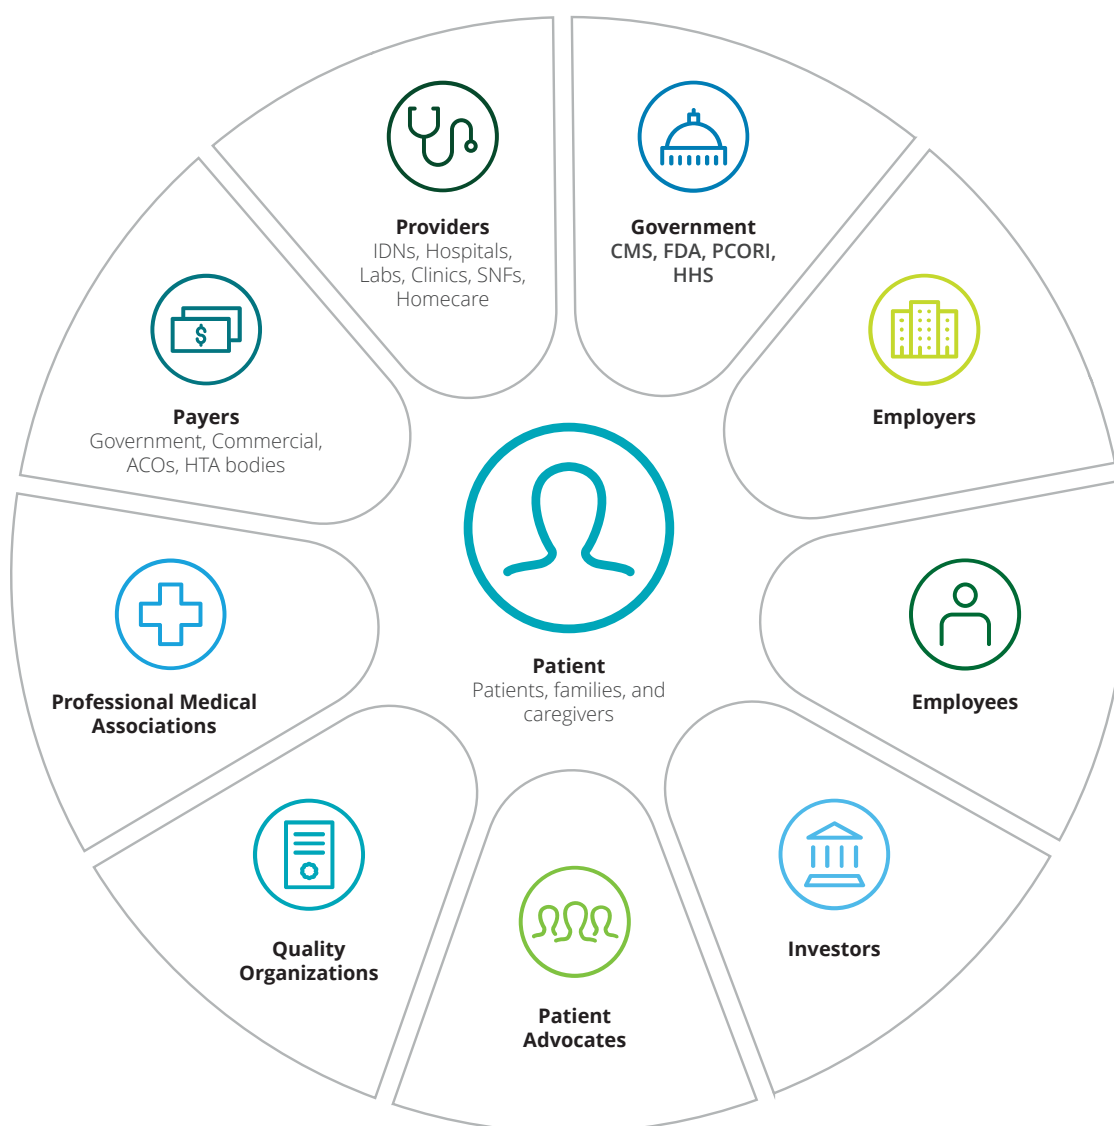 Providers
IDNs, Hospitals,
Labs, Clinics, SNFs,
Homecare
Government
CMS, FDA, PCORI,
HHS
$
Payers
Government, Commercial,
ACOs, HTA bodies
Employers
Patient
Patients, families, and
caregivers
Professional Medical
Associations
Employees
Quality
Organizations
Patient
Advocates
Investors